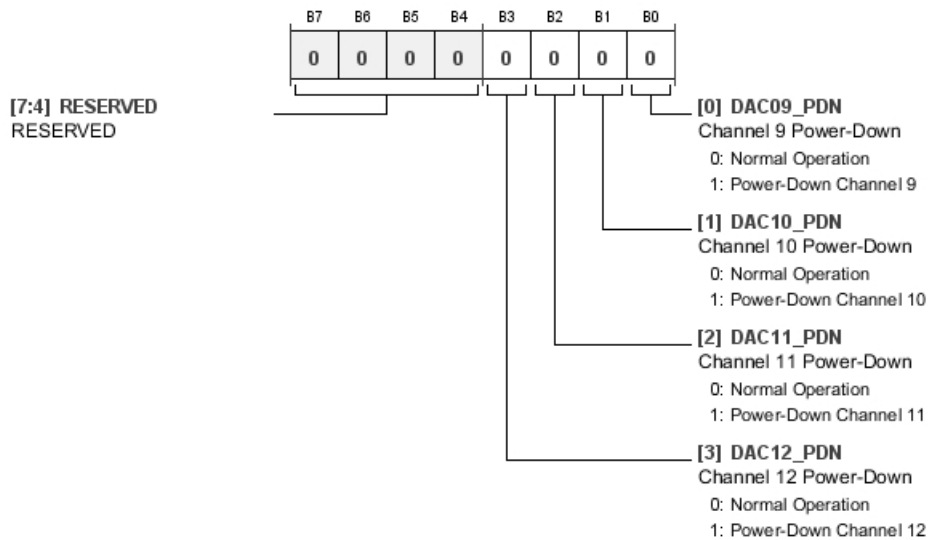 B7 B6 B5 B4 B3 B2 B1 B0
0 0 0 0 0 0 0 0
[7:4] RESERVED
RESERVED
[0] DAC09_PDN
Channel 9 Power-Down
0: Normal Operation
1: Power-Down Channel 9
[1] DAC10_PDN
Channel 10 Power-Down
0: Normal Operation
1: Power-Down Channel 10
[2] DAC11_PDN
Channel 11 Power-Down
0: Normal Operation
1: Power-Down Channel 11
[3] DAC12_PDN
Channel 12 Power-Down
0: Normal Operation
1: Power-Down Channel 12